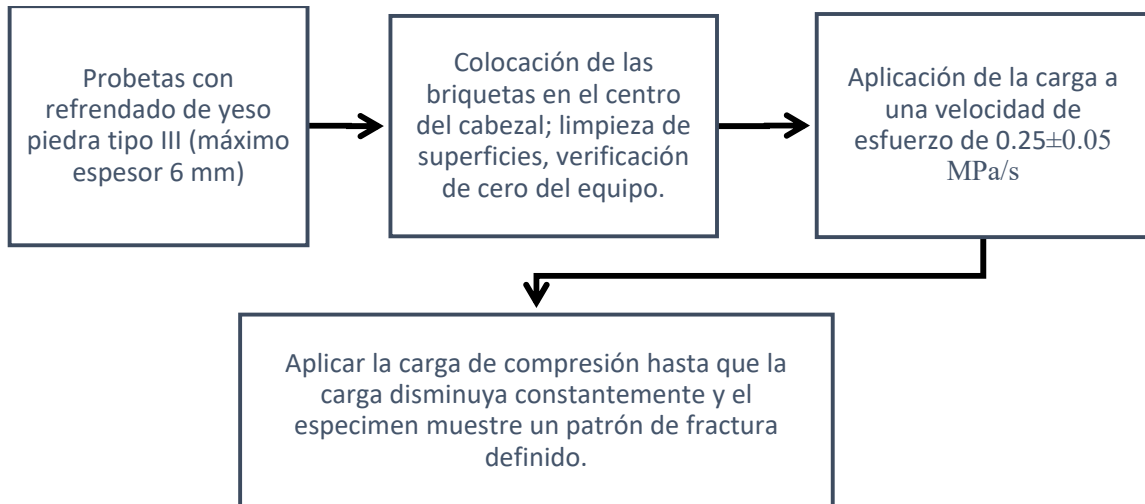 Probetas con
refrendado de yeso
piedra tipo III (máximo
espesor 6 mm)
Colocación de las
briquetas en el centro
del cabezal; limpieza de
superficies, verificación
de cero del equipo.
Aplicación de la carga a
una velocidad de
esfuerzo de 0.25±0.05
MPa/s
Aplicar la carga de compresión hasta que la
carga disminuya constantemente y el
especimen muestre un patrón de fractura
definido.